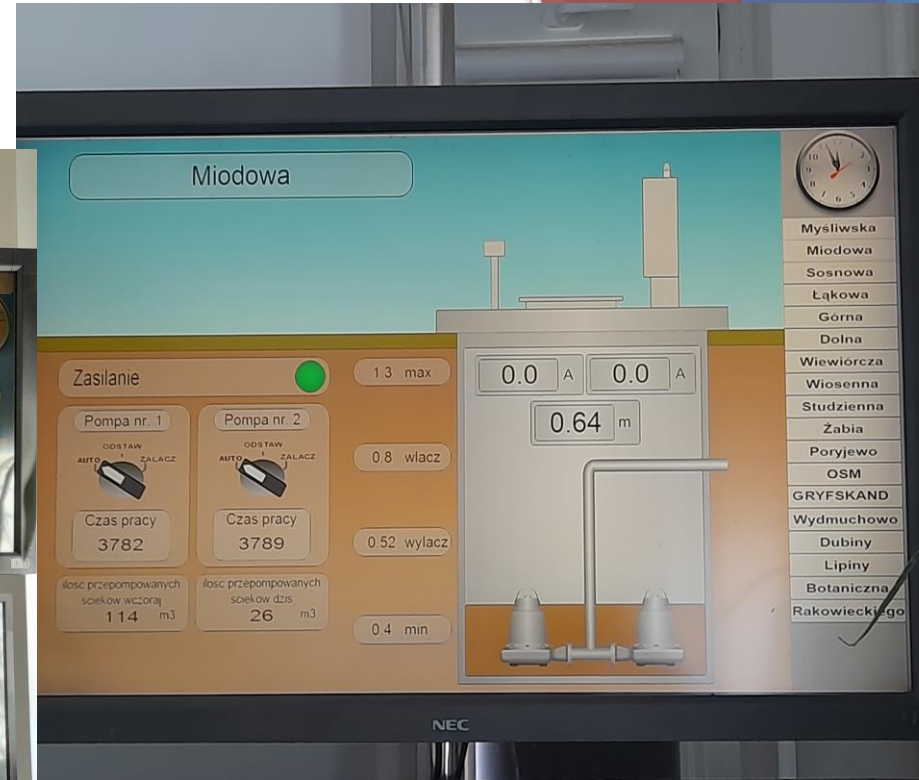 Miodowa
Zasilanie
Pompa nr. 1
ODSTAW
AUTO ZALACZ
Czas pracy
3782
ilosc przepompowanych
sciekow wczoraj
114 m3
Pompa nr. 2
ODSTAW
AUTO ZALACZ
Czas pracy
3789
ilosc przepompowanych
sciekow dzis
26 m3
1.3 max
0.8 wlacz
0.52 wylacz
0.4 min
0.0 A 0.0 A
0.64 m
Myśliwska
Miodowa
Sosnowa
Łąkowa
Górna
Dolna
Wiewiórcza
Wiosenna
Studzienna
Żabia
Poryjewo
OSM
GRYFSKAND
Wydmuchowo
Dubiny
Lipiny
Botaniczna
Rakowieckiego
NEC